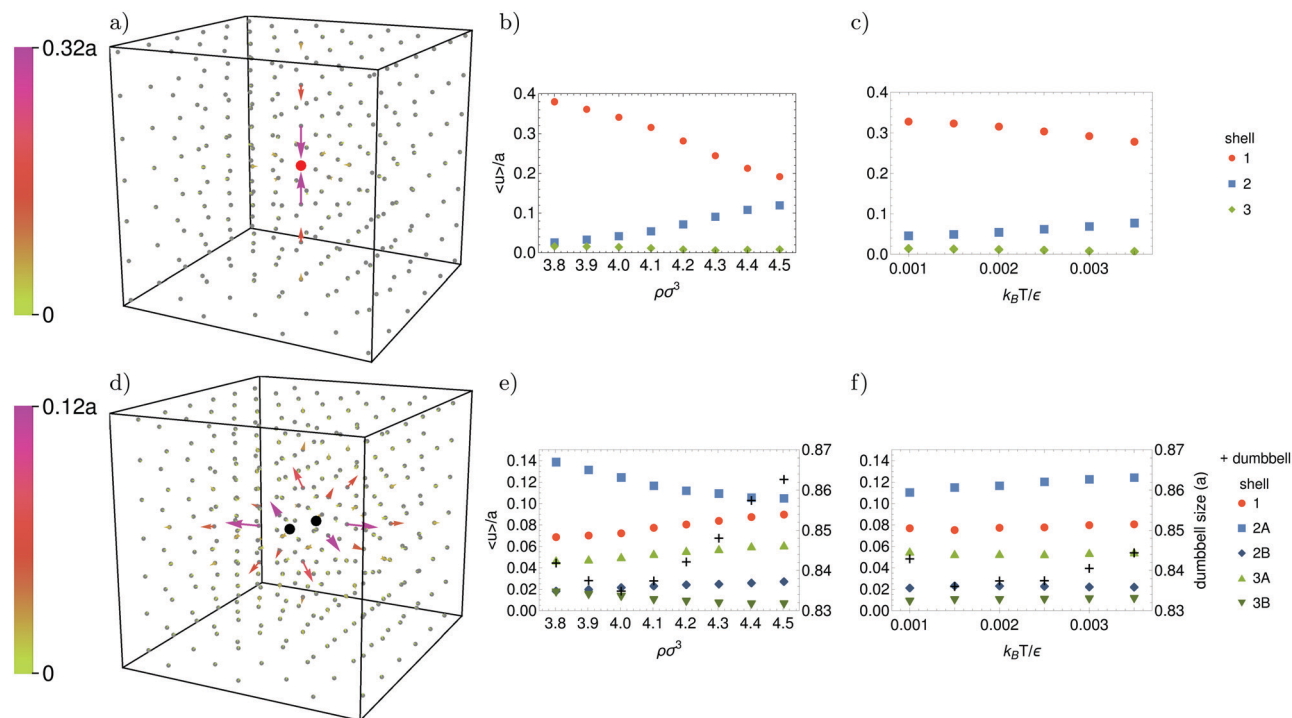 a)
0.32a
0
b)
<u>/a
0.4
0.3
0.2
0.1
0.0
3.8 3.9 4.0 4.1 4.2 4.3 4.4 4.5
ρσ³
c)
0.4
0.3
0.2
0.1
0.0
0.001 0.002 0.003
k_BT/ϵ
shell
1
2
3
d)
0.12a
0
e)
<u>/a
0.14
0.12
0.10
0.08
0.06
0.04
0.02
0.00
3.8 3.9 4.0 4.1 4.2 4.3 4.4 4.5
ρσ³
0.87
0.86
0.85
0.84
0.83
f)
0.14
0.12
0.10
0.08
0.06
0.04
0.02
0.00
0.001 0.002 0.003
k_BT/ϵ
0.87
0.86
0.85
0.84
0.83
dumbbell size (a)
+ dumbbell
shell
1
2A
2B
3A
3B